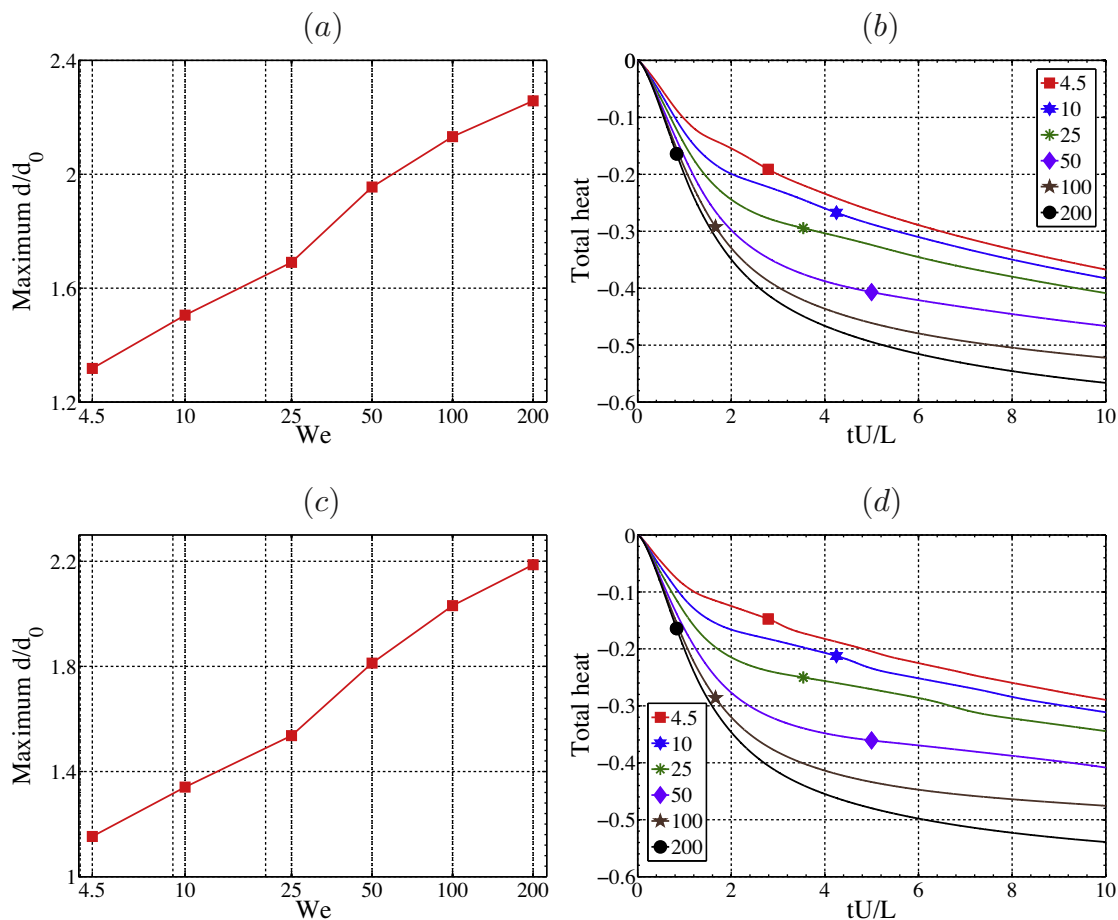 (a)
Maximum d/d0
2.4
2
1.6
1.2
4.5 10 25 50 100 200
We
(b)
Total heat
0
−0.1
−0.2
−0.3
−0.4
−0.5
−0.6
4.5
10
25
50
100
200
0 2 4 6 8 10
tU/L
(c)
Maximum d/d0
2.2
1.8
1.4
1
4.5 10 25 50 100 200
We
(d)
Total heat
0
−0.1
−0.2
−0.3
−0.4
−0.5
−0.6
4.5
10
25
50
100
200
0 2 4 6 8 10
tU/L